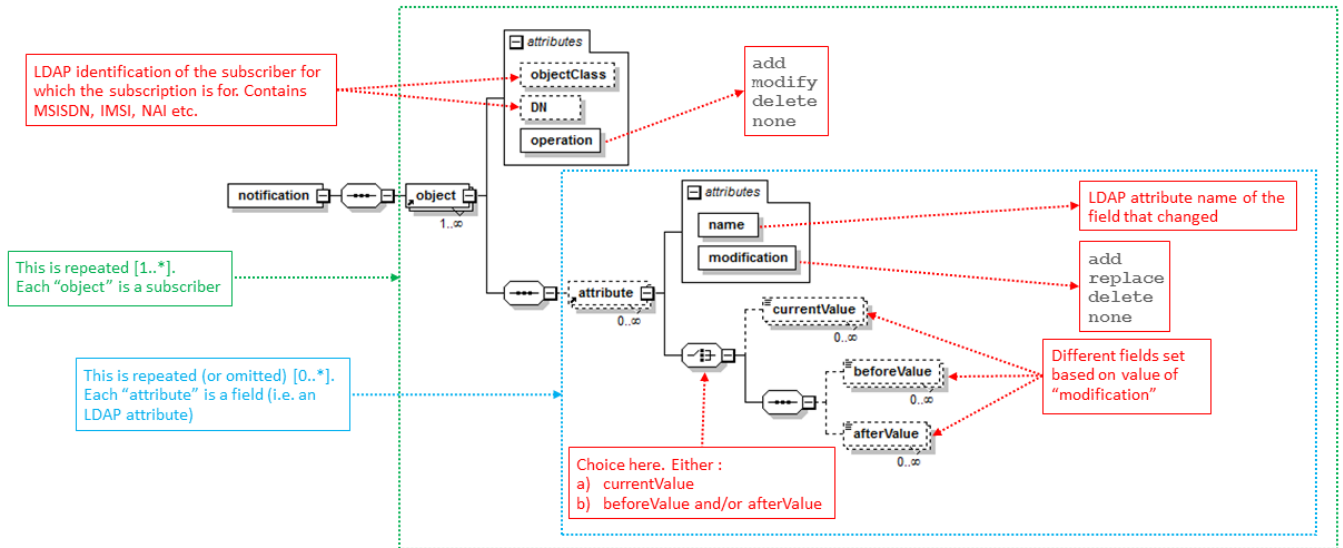 attributes
LDAP identification of the subscriber for
which the subscription is for. Contains
MSISDN, IMSI, NAI etc.
objectClass
DN
operation
add
modify
delete
none
notification
object
1..∞
attributes
name
modification
LDAP attribute name of the
field that changed
This is repeated [1..*].
Each “object” is a subscriber
attribute
0..∞
add
replace
delete
none
currentValue
0..∞
This is repeated (or omitted) [0..*].
Each “attribute” is a field (i.e. an
LDAP attribute)
beforeValue
0..∞
afterValue
0..∞
Different fields set
based on value of
“modification”
Choice here. Either :
a) currentValue
b) beforeValue and/or afterValue